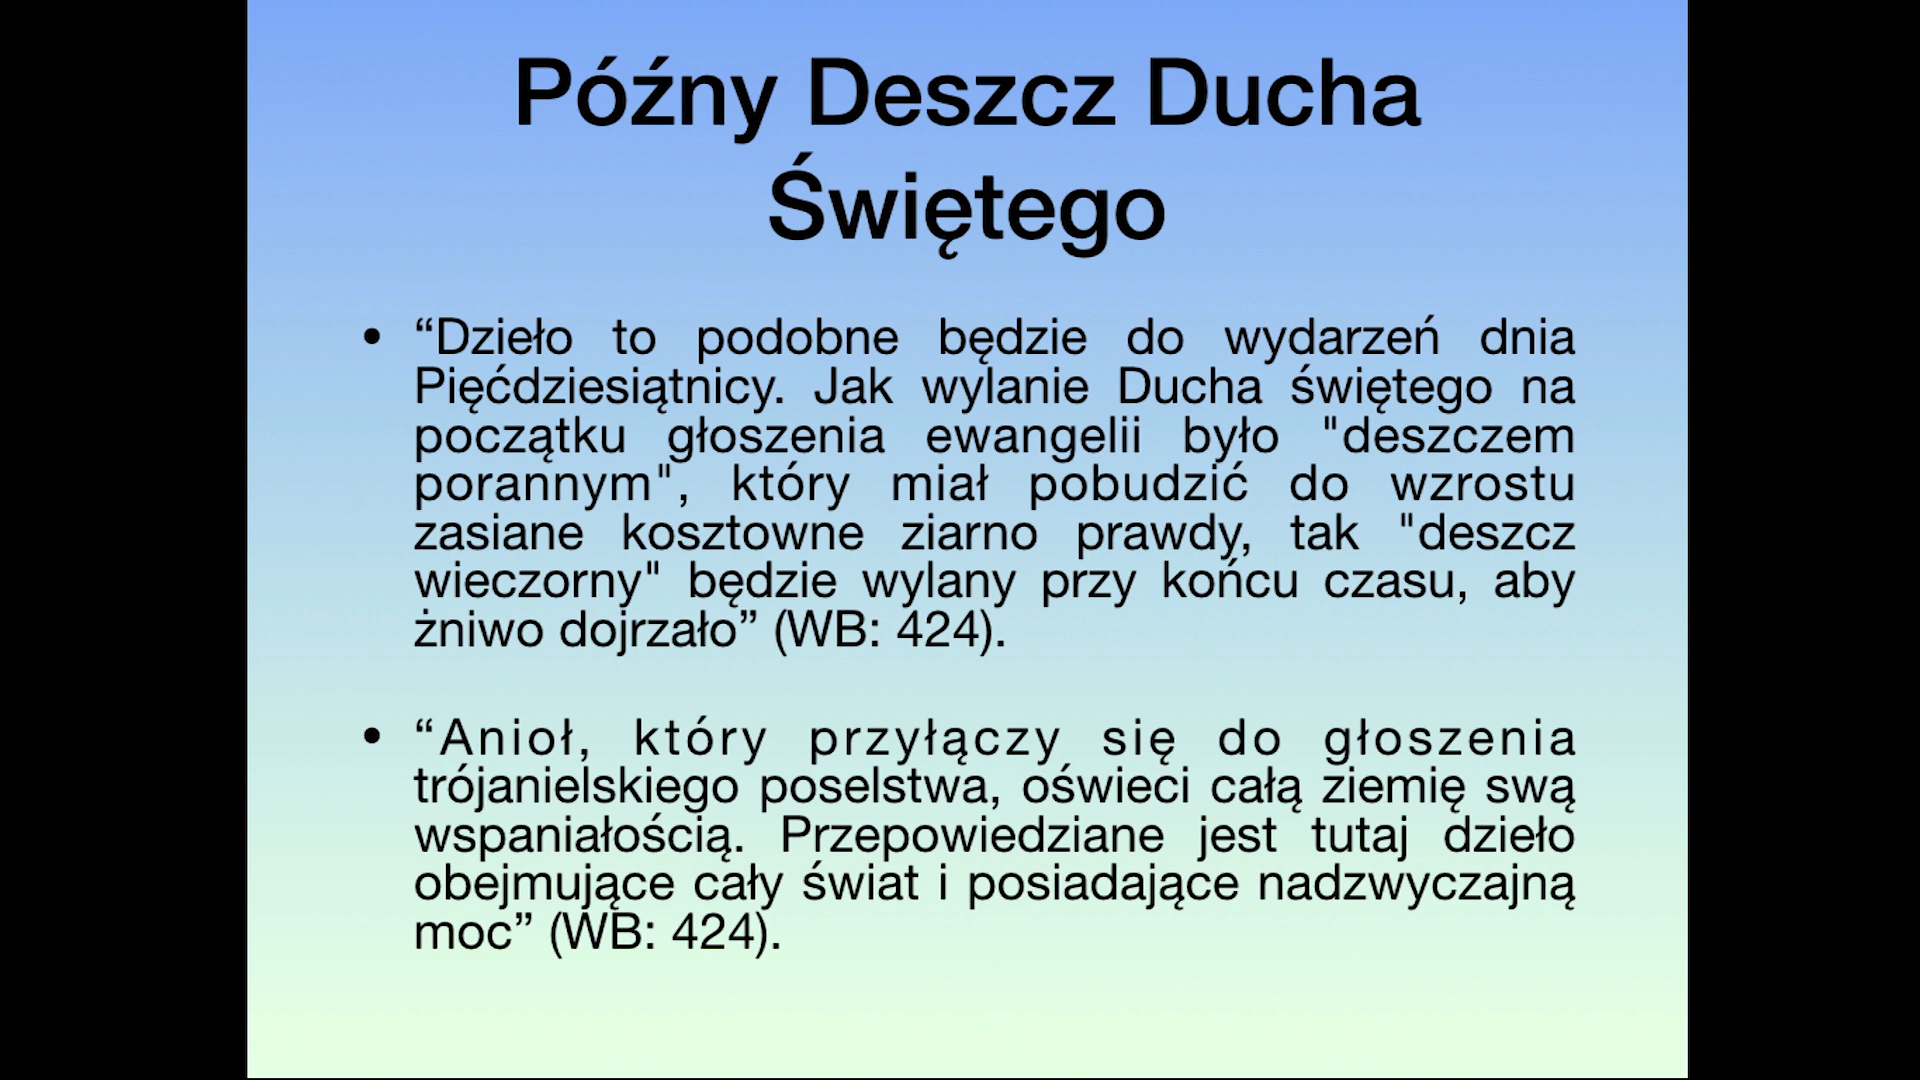 Późny Deszcz Ducha
Świętego
• “Dzieło to podobne będzie do wydarzeń dnia
Pięćdziesiątnicy. Jak wylanie Ducha świętego na
początku głoszenia ewangelii było "deszczem
porannym", który miał pobudzić do wzrostu
zasiane kosztowne ziarno prawdy, tak "deszcz
wieczorny" będzie wylany przy końcu czasu, aby
żniwo dojrzało” (WB: 424).
• “Anioł, który przyłączy się do głoszenia
trójanielskiego poselstwa, oświeci całą ziemię swą
wspaniałością. Przepowiedziane jest tutaj dzieło
obejmujące cały świat i posiadające nadzwyczajną
moc” (WB: 424).